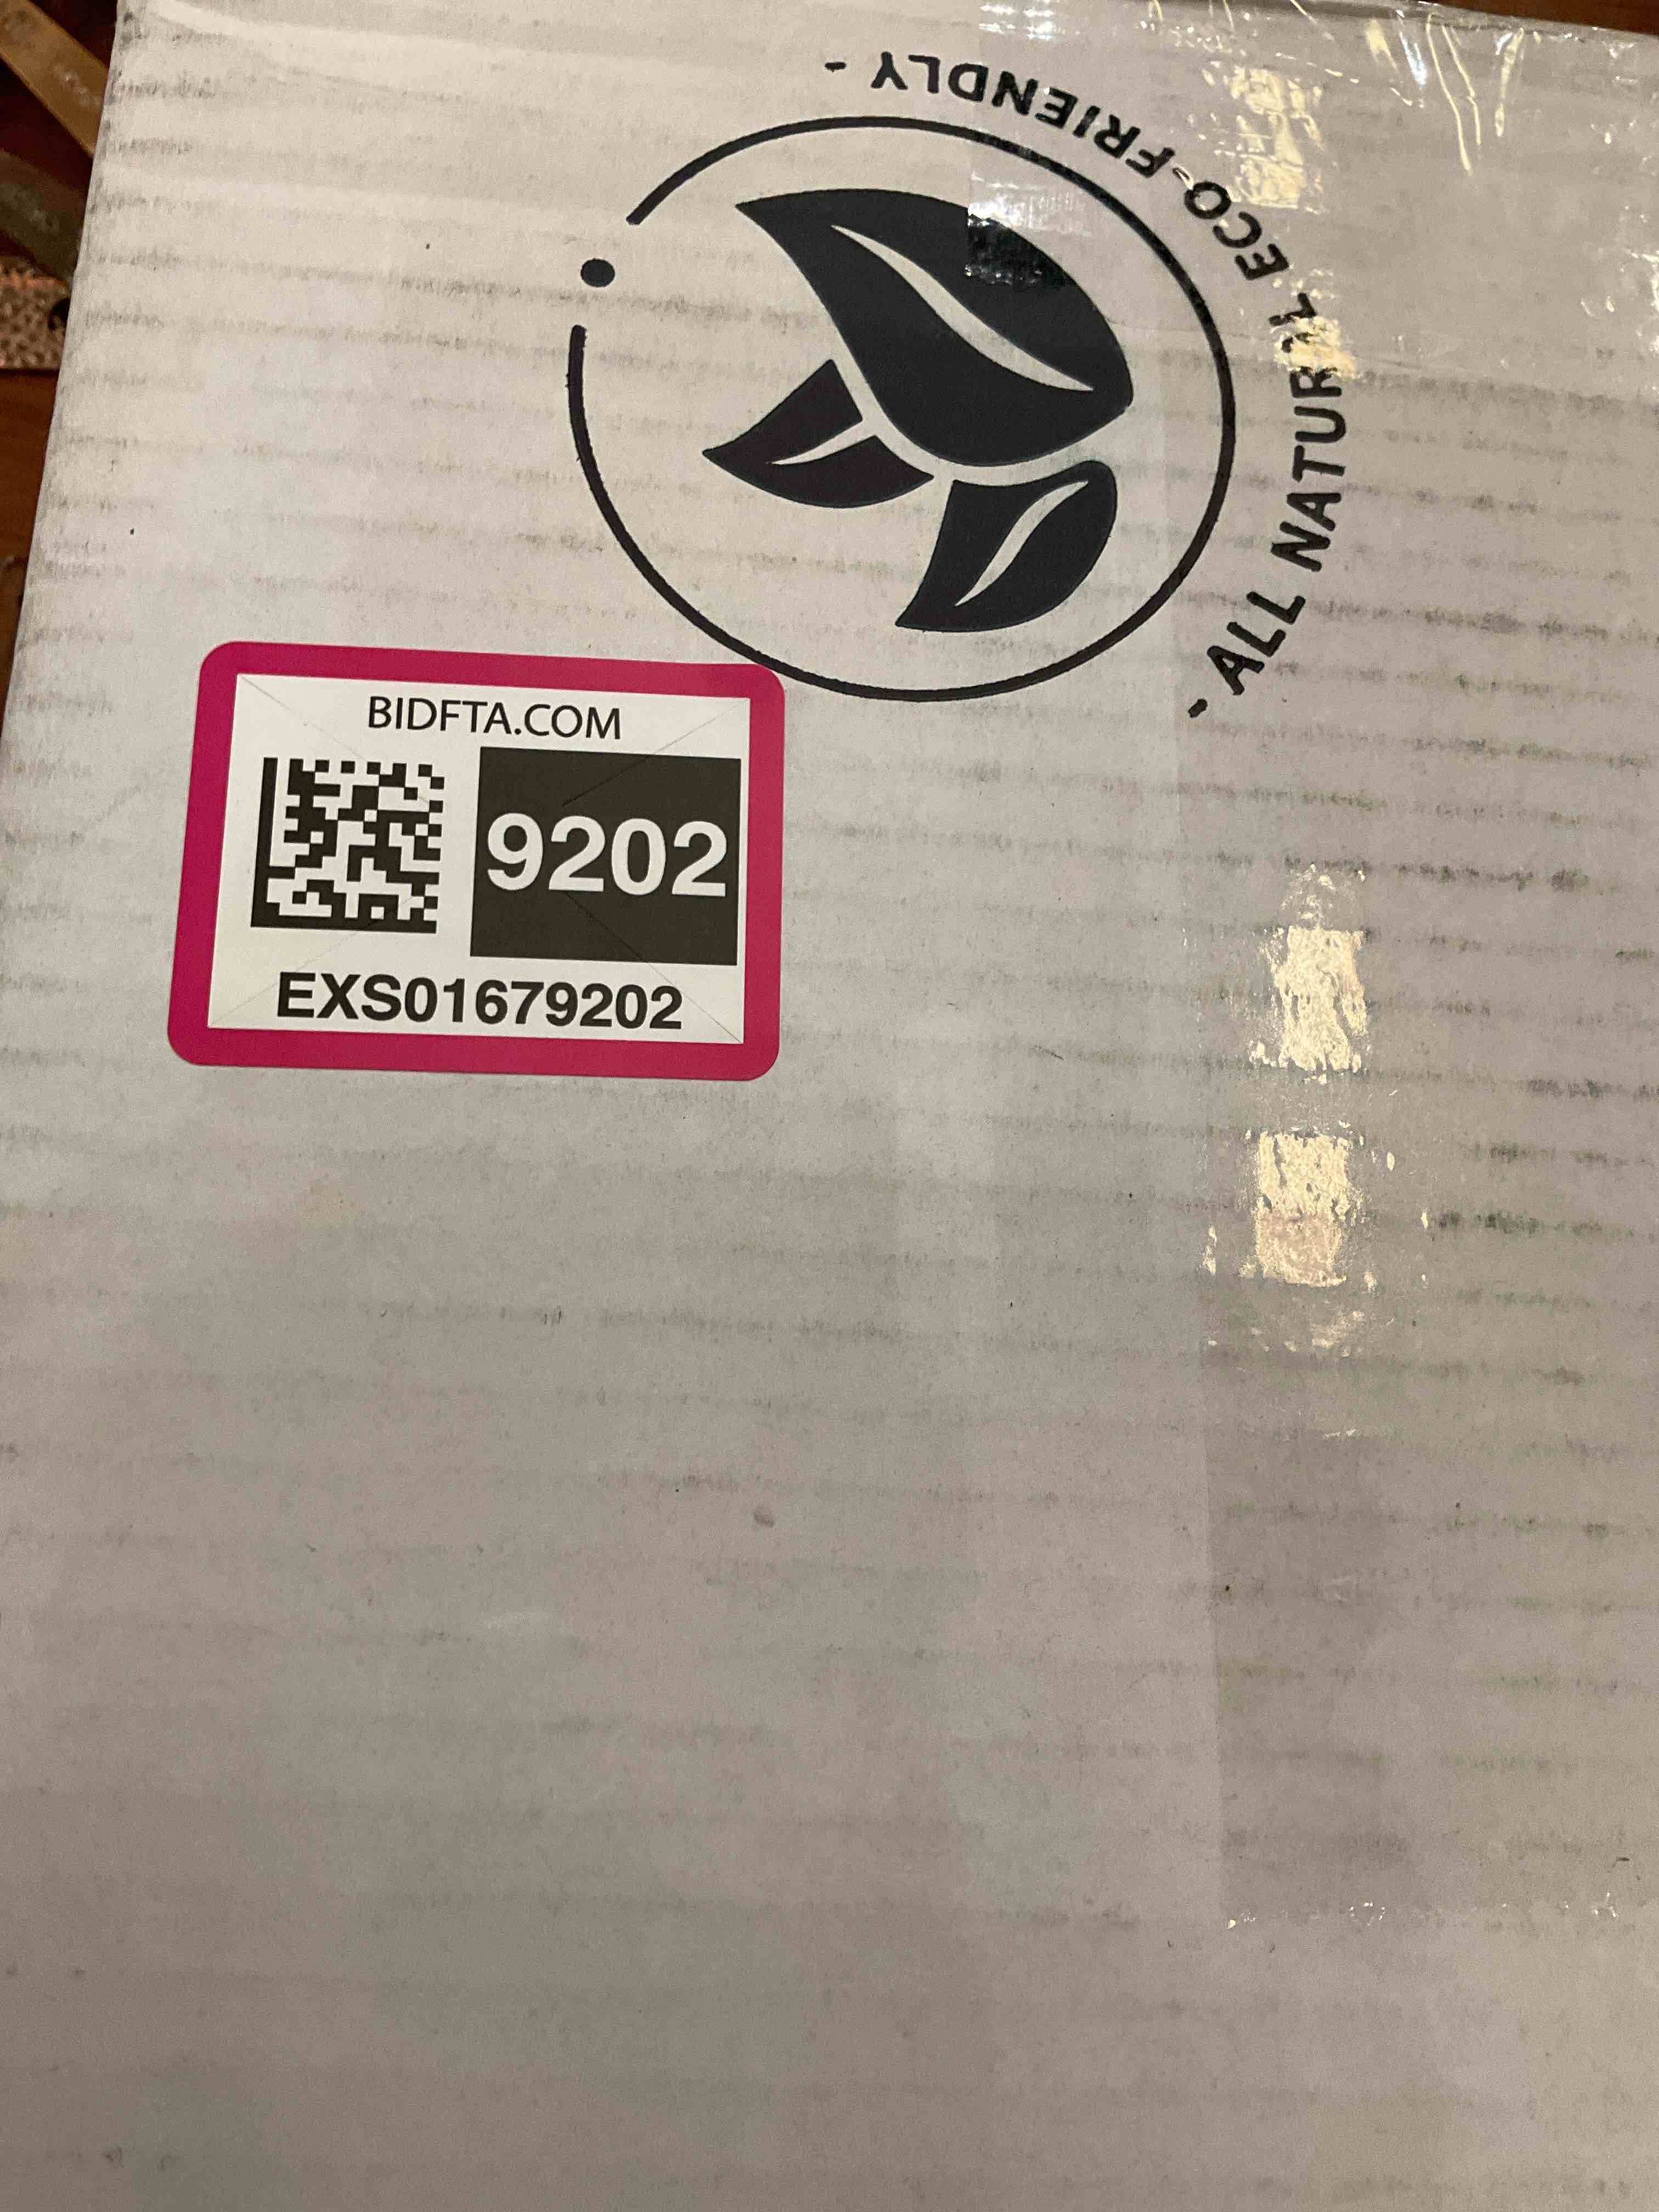 - ALL NATURAL ECO-FRIENDLY -
BIDFTA.COM
9202
EXS01679202